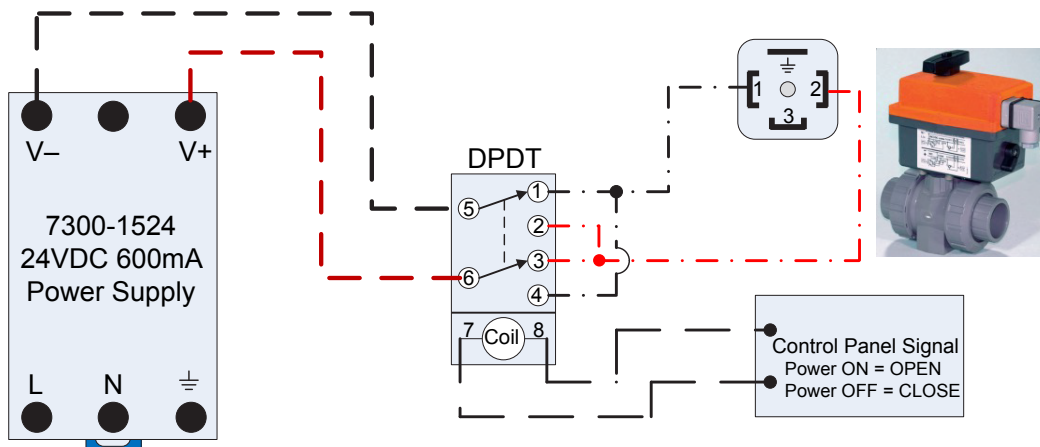 V– V+
7300-1524
24VDC 600mA
Power Supply
L N
DPDT
5 1
2
6 3
4
7 Coil 8
1 2
3
Control Panel Signal
Power ON = OPEN
Power OFF = CLOSE